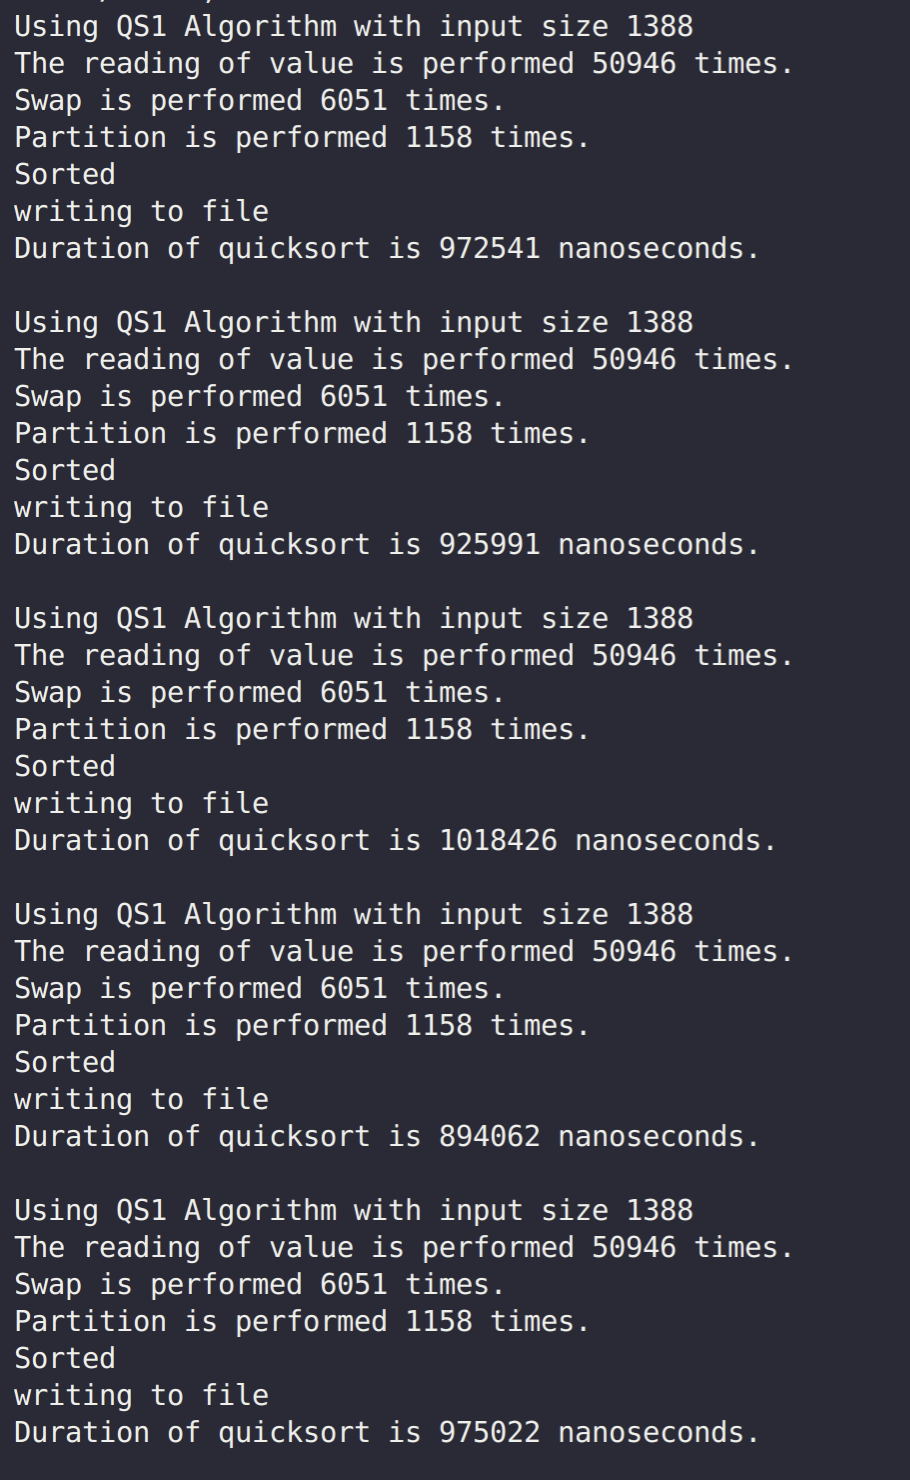 Using QS1 Algorithm with input size 1388
The reading of value is performed 50946 times.
Swap is performed 6051 times.
Partition is performed 1158 times.
Sorted
writing to file
Duration of quicksort is 972541 nanoseconds.

Using QS1 Algorithm with input size 1388
The reading of value is performed 50946 times.
Swap is performed 6051 times.
Partition is performed 1158 times.
Sorted
writing to file
Duration of quicksort is 925991 nanoseconds.

Using QS1 Algorithm with input size 1388
The reading of value is performed 50946 times.
Swap is performed 6051 times.
Partition is performed 1158 times.
Sorted
writing to file
Duration of quicksort is 1018426 nanoseconds.

Using QS1 Algorithm with input size 1388
The reading of value is performed 50946 times.
Swap is performed 6051 times.
Partition is performed 1158 times.
Sorted
writing to file
Duration of quicksort is 894062 nanoseconds.

Using QS1 Algorithm with input size 1388
The reading of value is performed 50946 times.
Swap is performed 6051 times.
Partition is performed 1158 times.
Sorted
writing to file
Duration of quicksort is 975022 nanoseconds.